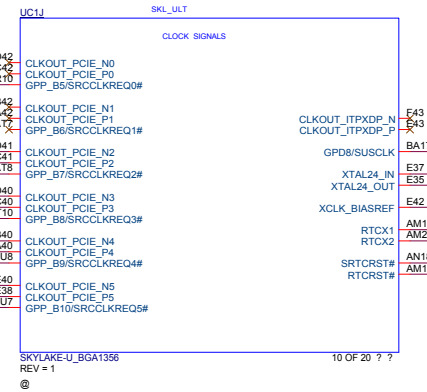 UC1J
SKL_ULT
CLOCK SIGNALS
CLKOUT_PCIE_N0
CLKOUT_PCIE_P0
GPP_B5/SRCCLKREQ0#
CLKOUT_PCIE_N1
CLKOUT_PCIE_P1
GPP_B6/SRCCLKREQ1#
CLKOUT_PCIE_N2
CLKOUT_PCIE_P2
GPP_B7/SRCCLKREQ2#
CLKOUT_PCIE_N3
CLKOUT_PCIE_P3
GPP_B8/SRCCLKREQ3#
CLKOUT_PCIE_N4
CLKOUT_PCIE_P4
GPP_B9/SRCCLKREQ4#
CLKOUT_PCIE_N5
CLKOUT_PCIE_P5
GPP_B10/SRCCLKREQ5#
CLKOUT_ITPXDP_N F43
CLKOUT_ITPXDP_P E43
GPD8/SUSCLK BA17
XTAL24_IN E37
XTAL24_OUT E35
XCLK_BIASREF E42
RTCX1
RTCX2
SRTCRST#
RTCRST#
SKYLAKE-U_BGA1356
REV = 1
10 OF 20 ? ?
@